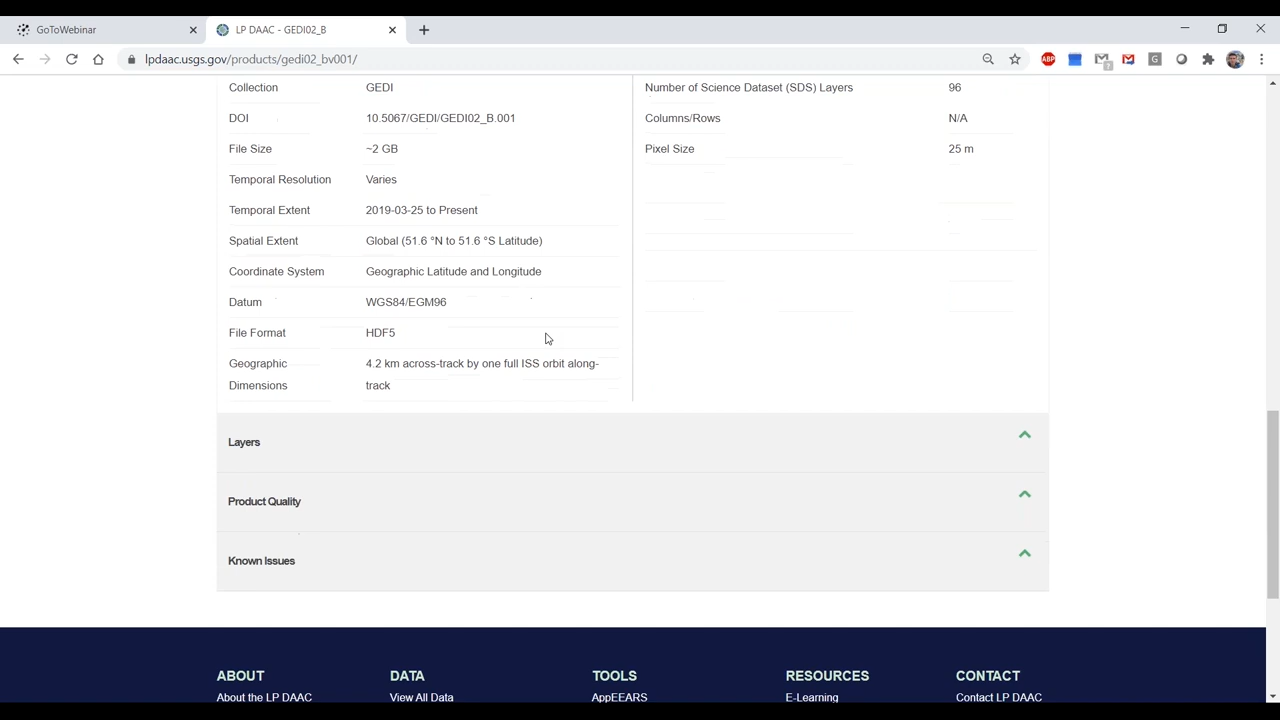 GoToWebinar
LP DAAC - GEDI02_B
lpdaac.usgs.gov/products/gedi02_bv001/
ABP
7
G
Collection GEDI
DOI 10.5067/GEDI/GEDI02_B.001
File Size ~2 GB
Temporal Resolution Varies
Temporal Extent 2019-03-25 to Present
Spatial Extent Global (51.6 °N to 51.6 °S Latitude)
Coordinate System Geographic Latitude and Longitude
Datum WGS84/EGM96
File Format HDF5
Geographic Dimensions
4.2 km across-track by one full ISS orbit along-
track
Number of Science Dataset (SDS) Layers 96
Columns/Rows N/A
Pixel Size 25 m
Layers
Product Quality
Known Issues
ABOUT
About the LP DAAC
DATA
View All Data
TOOLS
AppEEARS
RESOURCES
E-Learning
CONTACT
Contact LP DAAC